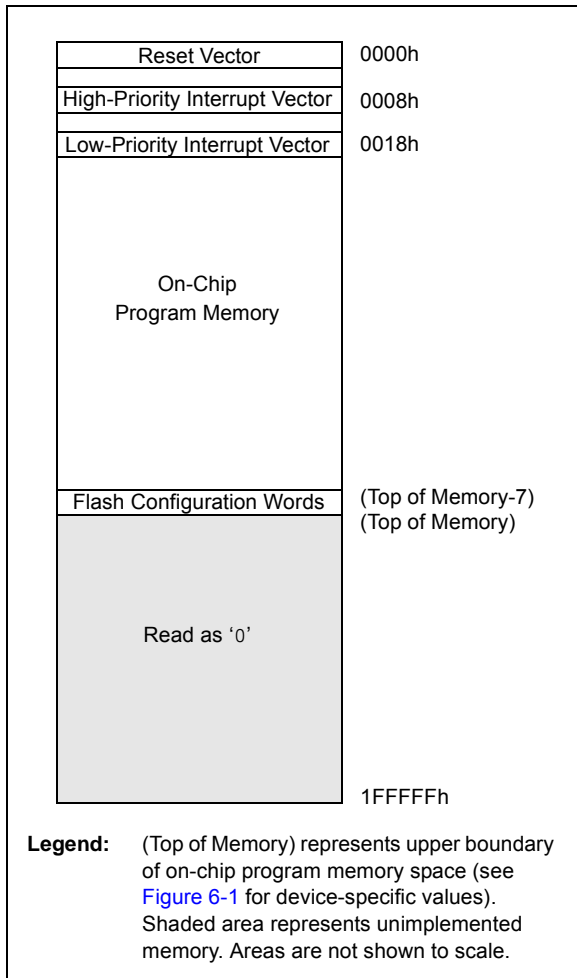 Reset Vector 0000h
High-Priority Interrupt Vector 0008h
Low-Priority Interrupt Vector 0018h
On-Chip
Program Memory
Flash Configuration Words (Top of Memory-7)
(Top of Memory)
Read as ‘0’
1FFFFFh
Legend: (Top of Memory) represents upper boundary
of on-chip program memory space (see
Figure 6-1 for device-specific values).
Shaded area represents unimplemented
memory. Areas are not shown to scale.